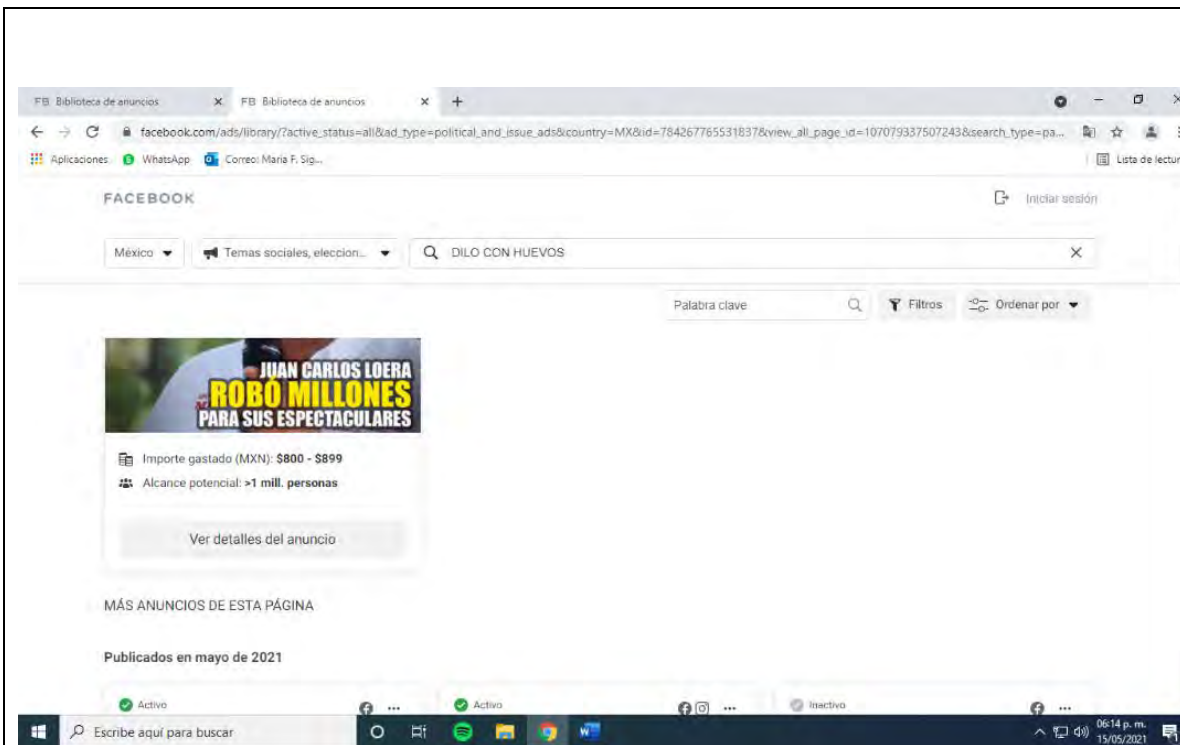 FB Biblioteca de anuncios
FB Biblioteca de anuncios
facebook.com/ads/library/?active_status=all&ad_type=political_and_issue_ads&country=MX&id=784267765531837&view_all_page_id=107079337507243&search_type=pa...
Aplicaciones WhatsApp Correo: Maria F. Sig... Lista de lectur
FACEBOOK Iniciar sesión
México Temas sociales, eleccion... DILO CON HUEVOS
Palabra clave Filtros Ordenar por
JUAN CARLOS LOERA
ROBÓ MILLONES
PARA SUS ESPECTACULARES
Importe gastado (MXN): $800 - $899
Alcance potencial: >1 mill. personas
Ver detalles del anuncio
MÁS ANUNCIOS DE ESTA PÁGINA
Publicados en mayo de 2021
Activo Activo Inactivo
Escribe aquí para buscar 06:14 p. m.
15/05/2021